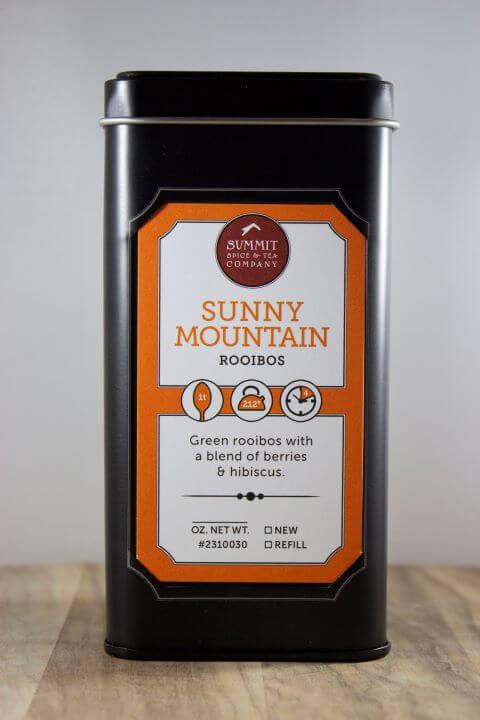 SUMMIT
SPICE & TEA
COMPANY
SUNNY
MOUNTAIN
ROOIBOS
1t 212° 4
Green rooibos with
a blend of berries
& hibiscus.
OZ. NET WT. ☐ NEW
#2310030 ☐ REFILL